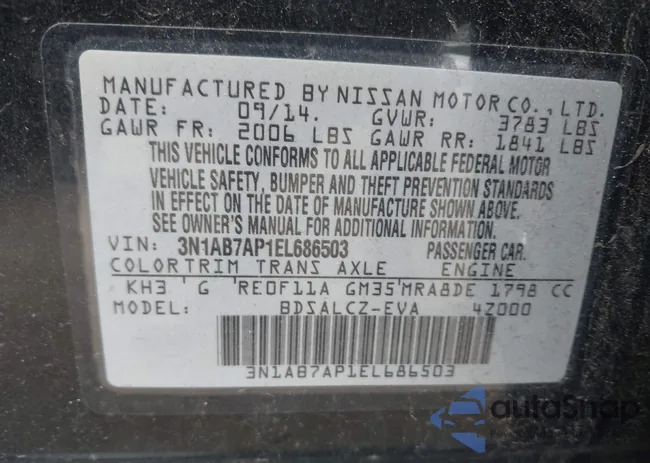 MANUFACTURED BY NISSAN MOTOR CO., LTD.
DATE: 09/14. GVWR: 3783 LBS
GAWR FR: 2006 LBS GAWR RR: 1841 LBS
THIS VEHICLE CONFORMS TO ALL APPLICABLE FEDERAL MOTOR
VEHICLE SAFETY, BUMPER AND THEFT PREVENTION STANDARDS
IN EFFECT ON THE DATE OF MANUFACTURE SHOWN ABOVE.
SEE OWNER'S MANUAL FOR ADDITIONAL INFORMATION.
VIN: 3N1AB7AP1EL686503 PASSENGER CAR.
COLORTRIM TRANS AXLE ENGINE
KH3 G RE0F11A GM35 MRA8DE 1798 CC
MODEL: BDSALCZ-EVA 4Z000
3N1AB7AP1EL686503
autoSnap